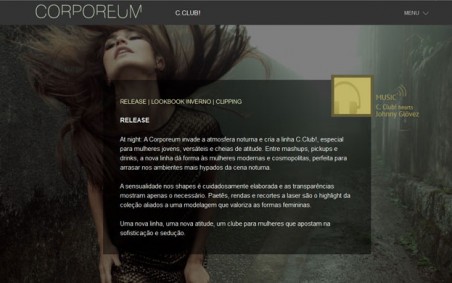 CORPOREUM
C.CLUB!
MENU
RELEASE | LOOKBOOK INVERNO | CLIPPING
MUSIC
C. Club! loves
Johnny Glövez
RELEASE
At night: A Corporeum invade a atmosfera noturna e cria a linha C.Club!, especial
para mulheres jovens, versáteis e cheias de atitude. Entre mashups, pickups e
drinks, a nova linha dá forma às mulheres modernas e cosmopolitas, perfeita para
arrasar nos ambientes mais hypados da cena noturna.
A sensualidade nos shapes é cuidadosamente elaborada e as transparências
mostram apenas o necessário. Paetês, rendas e recortes a laser são o highlight da
coleção aliados a uma modelagem que valoriza as formas femininas.
Uma nova linha, uma nova atitude, um clube para mulheres que apostam na
sofisticação e sedução.